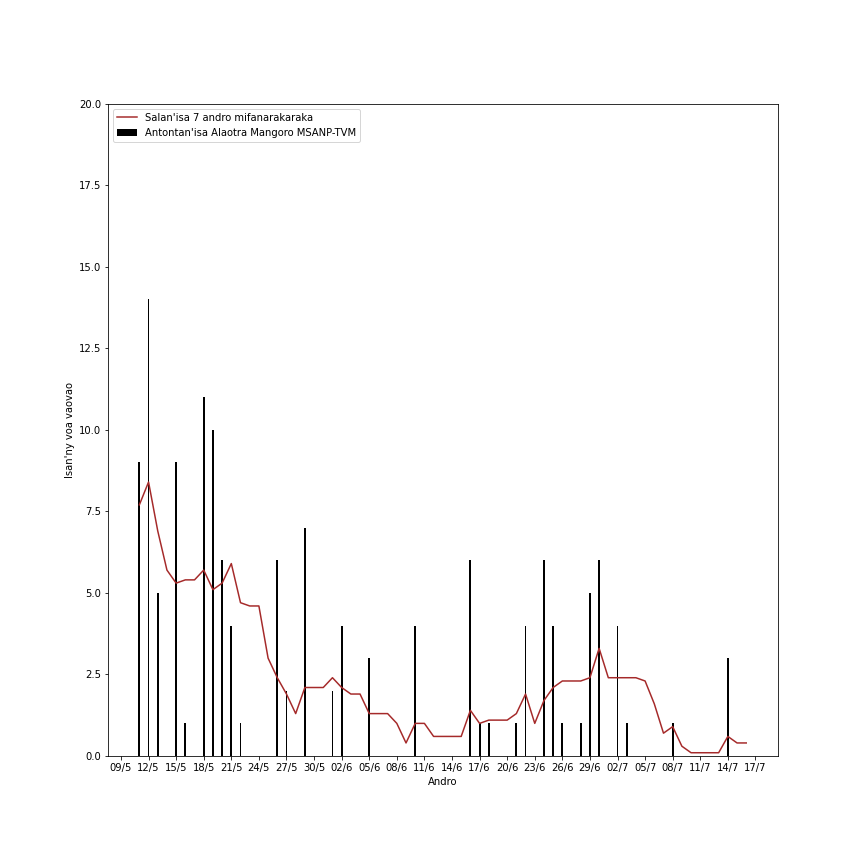 20.0
Salan'isa 7 andro mifanarakaraka
Antontan'isa Alaotra Mangoro MSANP-TVM
17.5
15.0
12.5
10.0
7.5
5.0
2.5
0.0
Isan'ny voa vaovao
09/5 12/5 15/5 18/5 21/5 24/5 27/5 30/5 02/6 05/6 08/6 11/6 14/6 17/6 20/6 23/6 26/6 29/6 02/7 05/7 08/7 11/7 14/7 17/7
Andro